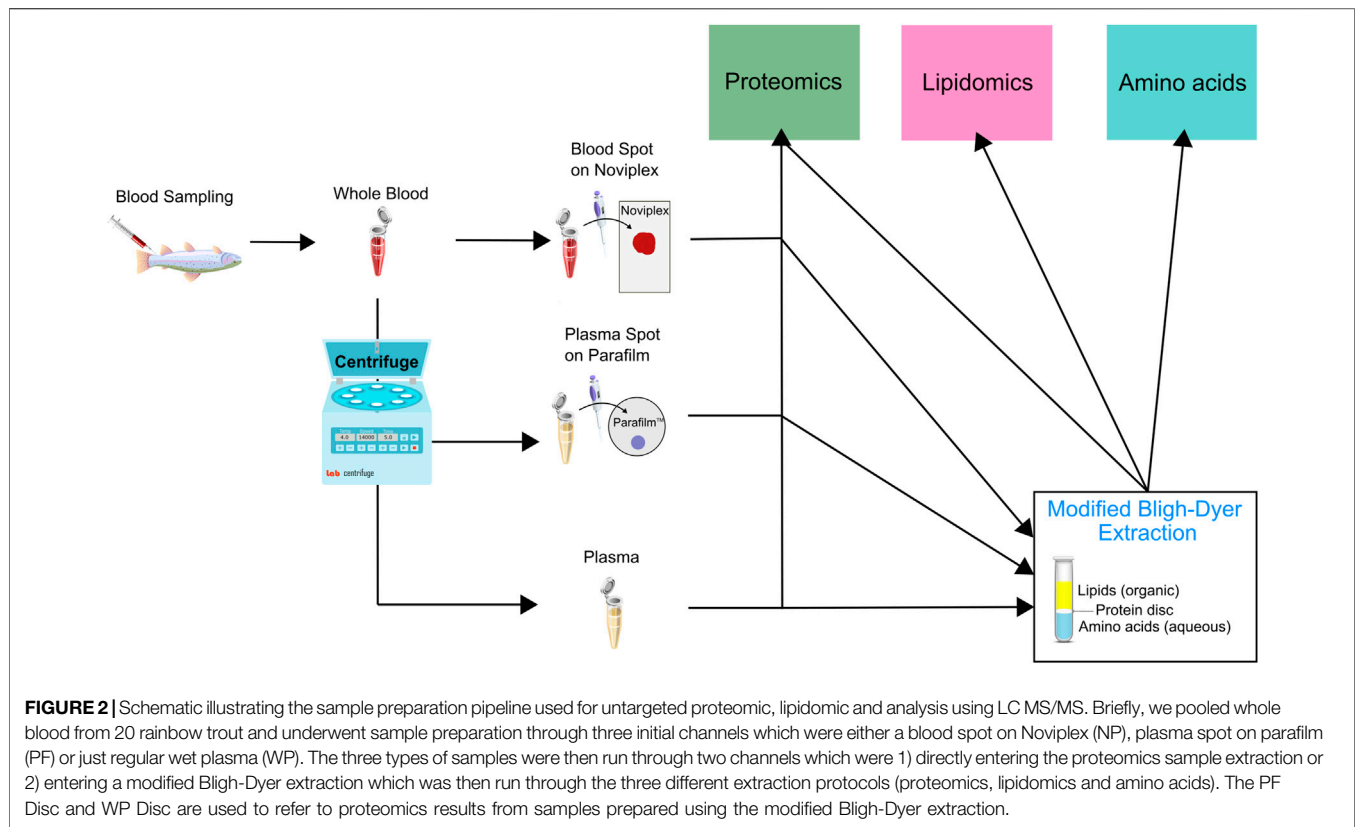 Proteomics
Lipidomics
Amino acids
Blood Sampling
Whole Blood
Blood Spot
on Noviplex
Noviplex
Centrifuge
Temp Speed Time
4.0 14000 5.0
Lab centrifuge
Plasma Spot
on Parafilm
Parafilm™
Plasma
Modified Bligh-Dyer
Extraction
Lipids (organic)
Protein disc
Amino acids (aqueous)
FIGURE 2 | Schematic illustrating the sample preparation pipeline used for untargeted proteomic, lipidomic and analysis using LC MS/MS. Briefly, we pooled whole
blood from 20 rainbow trout and underwent sample preparation through three initial channels which were either a blood spot on Noviplex (NP), plasma spot on parafilm
(PF) or just regular wet plasma (WP). The three types of samples were then run through two channels which were 1) directly entering the proteomics sample extraction or
2) entering a modified Bligh-Dyer extraction which was then run through the three different extraction protocols (proteomics, lipidomics and amino acids). The PF
Disc and WP Disc are used to refer to proteomics results from samples prepared using the modified Bligh-Dyer extraction.